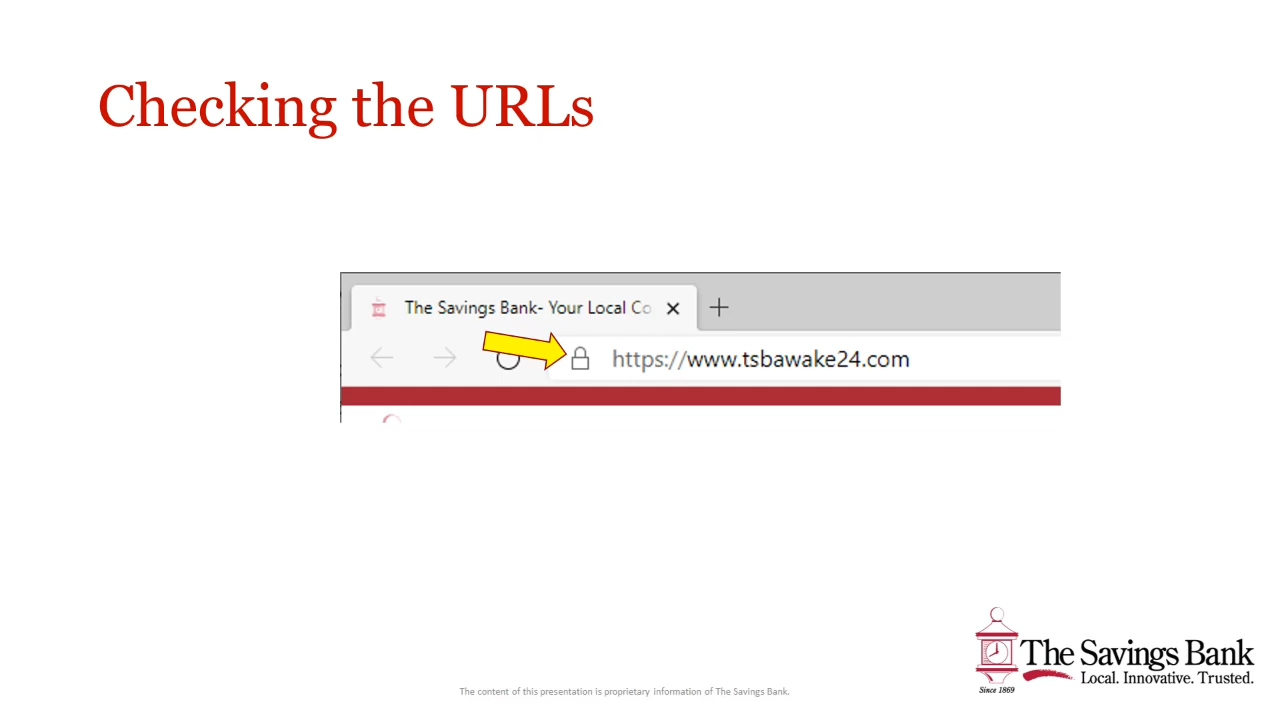 Checking the URLs
The Savings Bank- Your Local Co
https://www.tsbawake24.com
The Savings Bank
Local. Innovative. Trusted.
Since 1869
The content of this presentation is proprietary information of The Savings Bank.